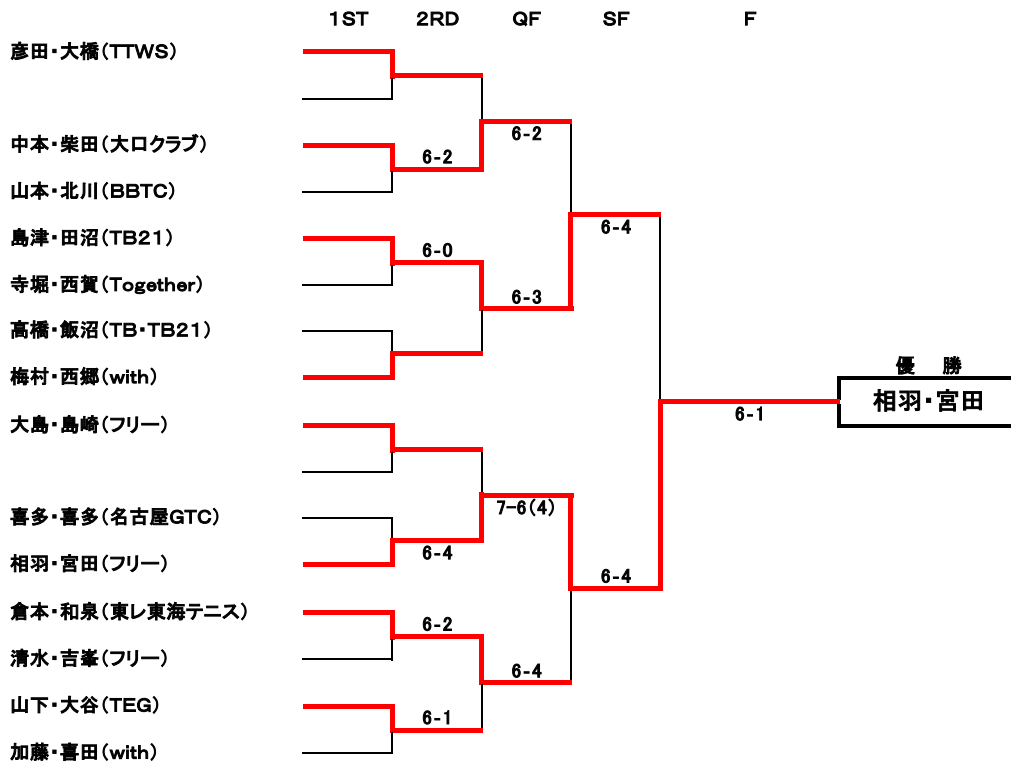 1ST 2RD QF SF F
彦田・大橋(TTWS)
6-2
中本・柴田(大口クラブ)
6-2
山本・北川(BBTC)
6-4
島津・田沼(TB21)
6-0
寺堀・西賀(Together)
6-3
高橋・飯沼(TB・TB21)
梅村・西郷(with)
優 勝
相羽・宮田
6-1
大島・島崎(フリー)
7-6(4)
喜多・喜多(名古屋GTC)
6-4
相羽・宮田(フリー)
6-4
倉本・和泉(東レ東海テニス)
6-2
清水・吉峯(フリー)
6-4
山下・大谷(TEG)
6-1
加藤・喜田(with)